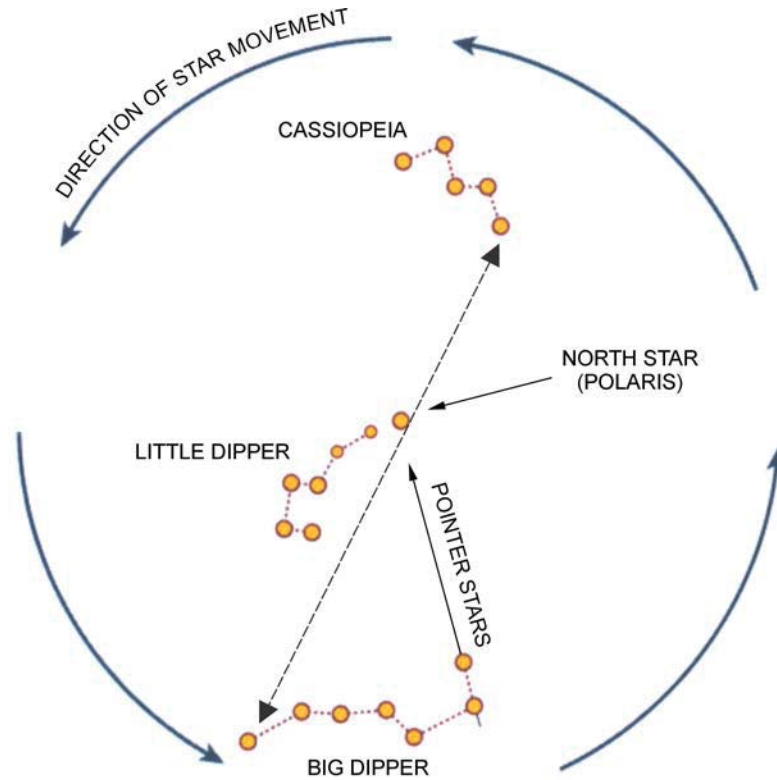 DIRECTION OF STAR MOVEMENT
CASSIOPEIA
NORTH STAR
(POLARIS)
LITTLE DIPPER
POINTER STARS
BIG DIPPER